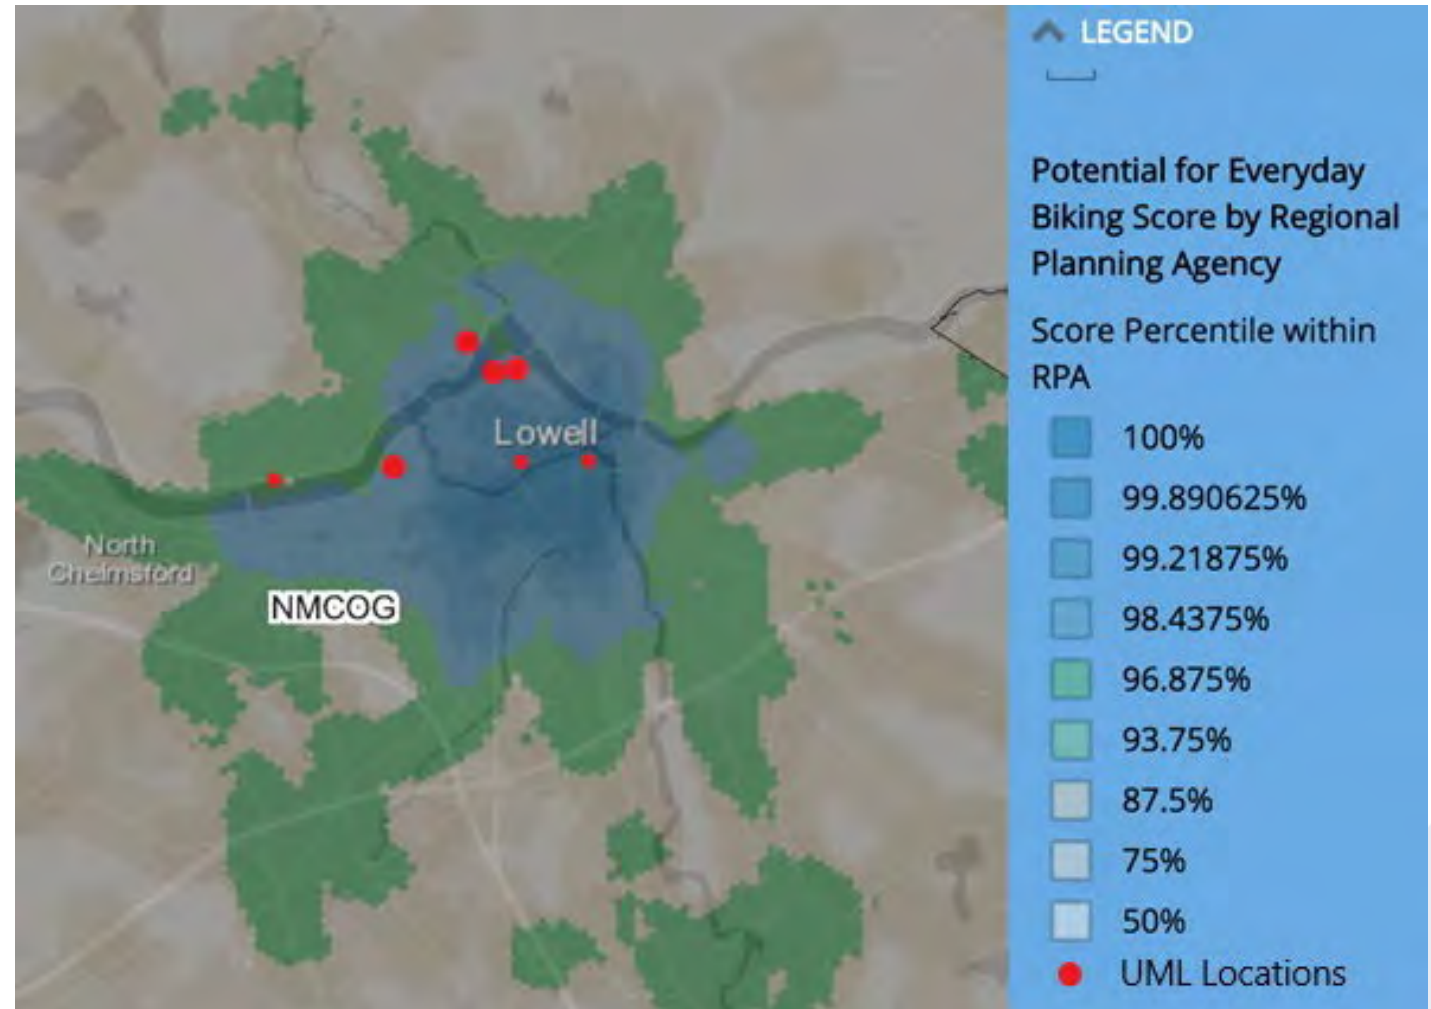 LEGEND
Potential for Everyday
Biking Score by Regional
Planning Agency
Score Percentile within
RPA
100%
99.890625%
99.21875%
98.4375%
96.875%
93.75%
87.5%
75%
50%
UML Locations
Lowell
North
Chelmsford
NMCOG